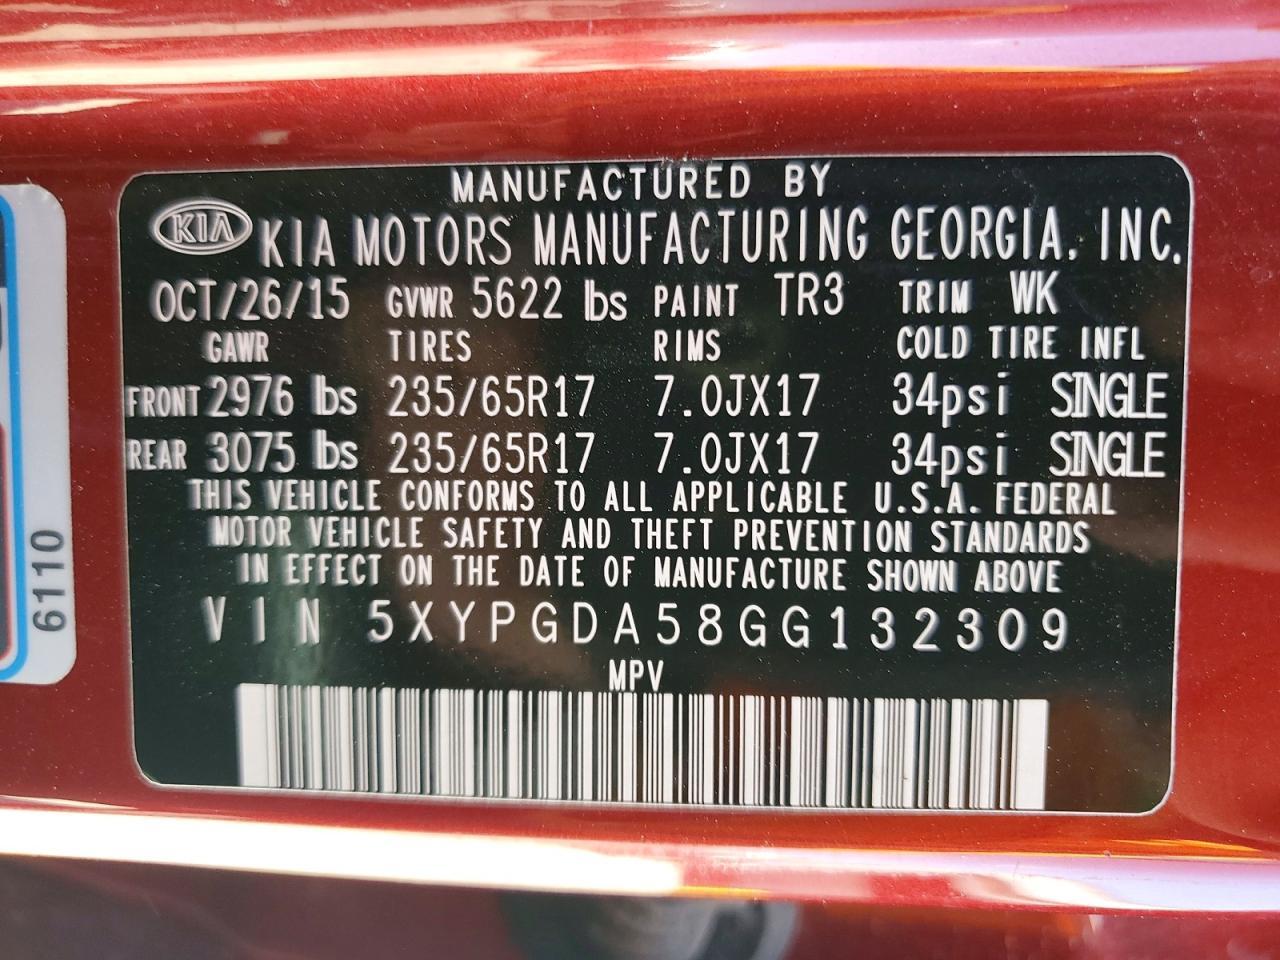 MANUFACTURED BY
KIA KIA MOTORS MANUFACTURING GEORGIA, INC.
OCT/26/15 GVWR 5622 lbs PAINT TR3 TRIM WK
GAWR TIRES RIMS COLD TIRE INFL
FRONT 2976 lbs 235/65R17 7.0JX17 34psi SINGLE
REAR 3075 lbs 235/65R17 7.0JX17 34psi SINGLE
THIS VEHICLE CONFORMS TO ALL APPLICABLE U.S.A. FEDERAL
MOTOR VEHICLE SAFETY AND THEFT PREVENTION STANDARDS
IN EFFECT ON THE DATE OF MANUFACTURE SHOWN ABOVE
VIN 5XYPGDA58GG132309
MPV
6110